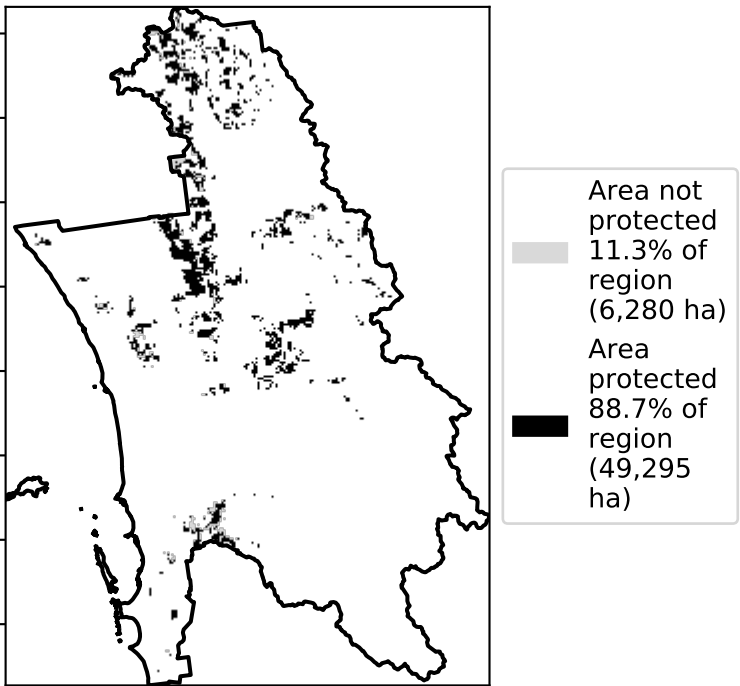 Area not
protected
11.3% of
region
(6,280 ha)
Area
protected
88.7% of
region
(49,295
ha)